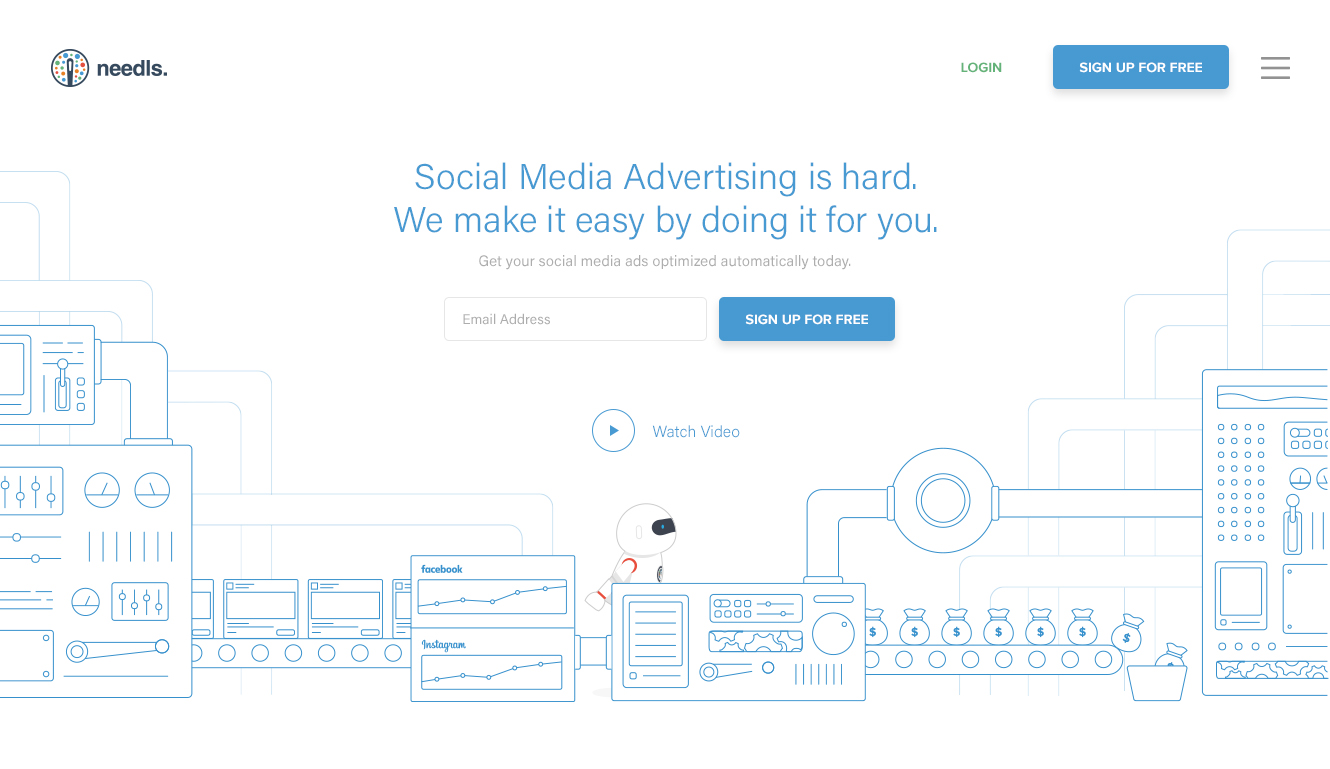 needls.
LOGIN
SIGN UP FOR FREE
Social Media Advertising is hard.
We make it easy by doing it for you.
Get your social media ads optimized automatically today.
Email Address
SIGN UP FOR FREE
Watch Video
facebook
Instagram
$ $ $ $ $ $ $ $